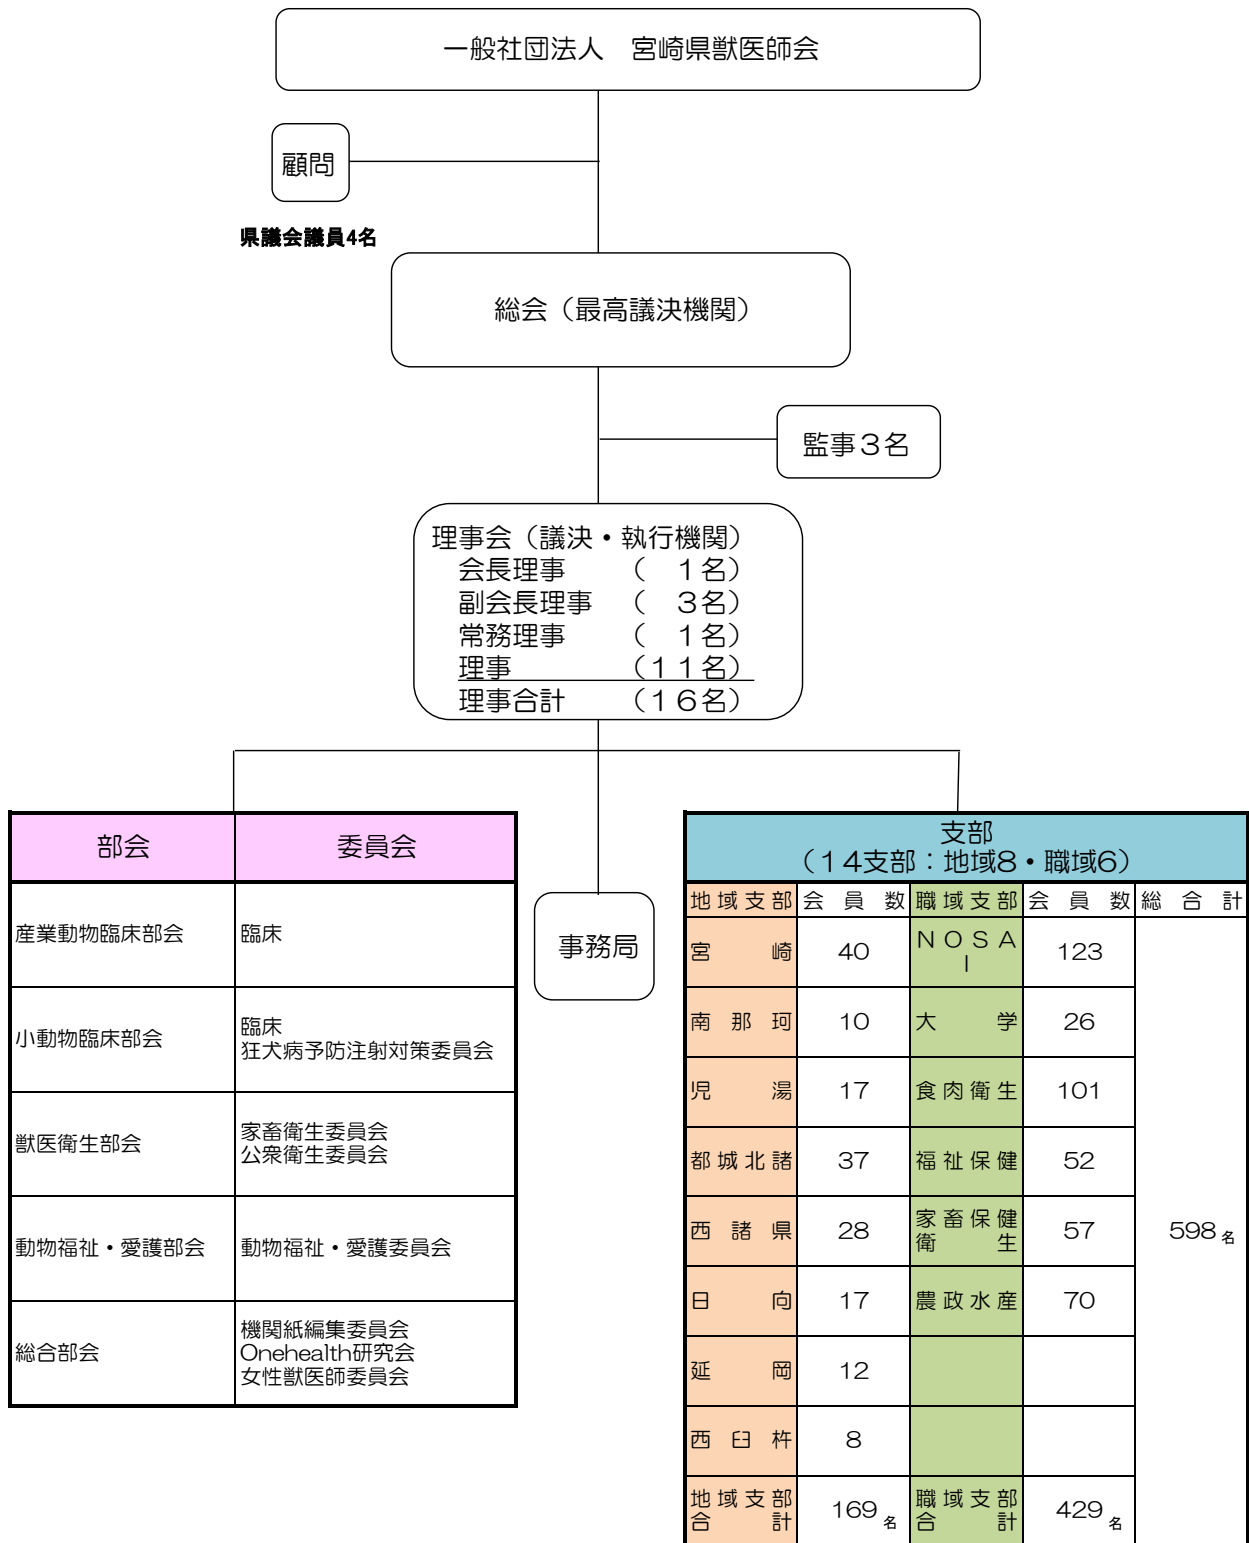 一般社団法人　宮崎県獣医師会
顧問
県議会議員4名
総会（最高議決機関）
監事３名
理事会（議決・執行機関）
会長理事　　（　１名）
副会長理事　（　３名）
常務理事　　（　１名）
理事　　　　（１１名）
理事合計　　（１６名）
部会 委員会
産業動物臨床部会 臨床
小動物臨床部会 臨床
狂犬病予防注射対策委員会
獣医衛生部会 家畜衛生委員会
公衆衛生委員会
動物福祉・愛護部会 動物福祉・愛護委員会
総合部会 機関紙編集委員会
Onehealth研究会
女性獣医師委員会
事務局
支部
（１４支部：地域8・職域6）
地域支部 会員数 職域支部 会員数 総合計
宮崎 40 ＮＯＳＡＩ 123
南那珂 10 大学 26
児湯 17 食肉衛生 101
都城北諸 37 福祉保健 52
西諸県 28 家畜保健衛生 57 598名
日向 17 農政水産 70
延岡 12
西臼杵 8
地域支部合計 169名 職域支部合計 429名